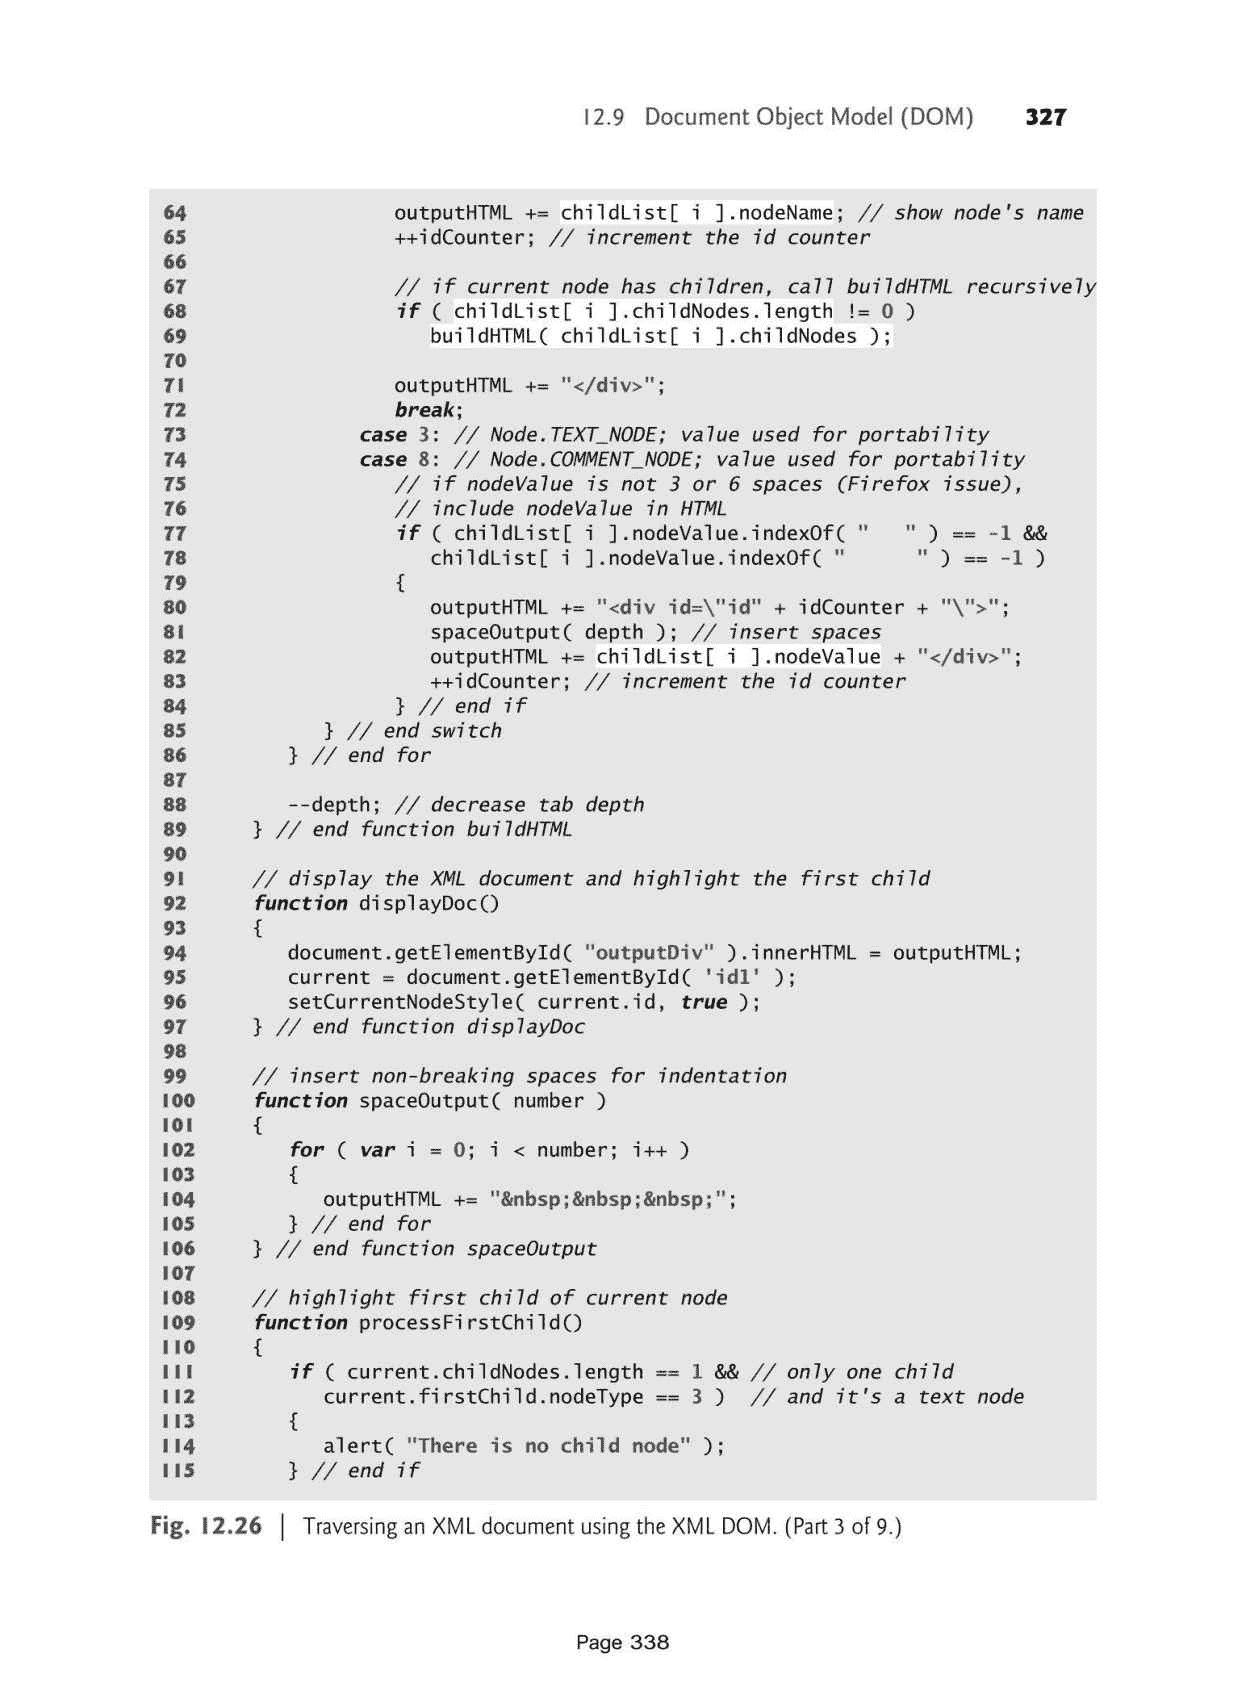 12.9 Document Object Model (DOM) 327
64 outputHTML += childList[ i ].nodeName; // show node's name
65 ++idCounter; // increment the id counter
66
67 // if current node has children, call buildHTML recursively
68 if ( childList[ i ].childNodes.length != 0 )
69 buildHTML( childList[ i ].childNodes );
70
71 outputHTML += "</div>";
72 break;
73 case 3: // Node.TEXT_NODE; value used for portability
74 case 8: // Node.COMMENT_NODE; value used for portability
75 // if nodeValue is not 3 or 6 spaces (Firefox issue),
76 // include nodeValue in HTML
77 if ( childList[ i ].nodeValue.indexOf( "   " ) == -1 &&
78 childList[ i ].nodeValue.indexOf( "      " ) == -1 )
79 {
80 outputHTML += "<div id=\"id" + idCounter + "\">";
81 spaceOutput( depth ); // insert spaces
82 outputHTML += childList[ i ].nodeValue + "</div>";
83 ++idCounter; // increment the id counter
84 } // end if
85 } // end switch
86 } // end for
87
88 --depth; // decrease tab depth
89 } // end function buildHTML
90
91 // display the XML document and highlight the first child
92 function displayDoc()
93 {
94 document.getElementById( "outputDiv" ).innerHTML = outputHTML;
95 current = document.getElementById( 'id1' );
96 setCurrentNodeStyle( current.id, true );
97 } // end function displayDoc
98
99 // insert non-breaking spaces for indentation
100 function spaceOutput( number )
101 {
102 for ( var i = 0; i < number; i++ )
103 {
104 outputHTML += "&nbsp;&nbsp;&nbsp;";
105 } // end for
106 } // end function spaceOutput
107
108 // highlight first child of current node
109 function processFirstChild()
110 {
111 if ( current.childNodes.length == 1 && // only one child
112 current.firstChild.nodeType == 3 ) // and it's a text node
113 {
114 alert( "There is no child node" );
115 } // end if
Fig. 12.26 | Traversing an XML document using the XML DOM. (Part 3 of 9.)
Page 338